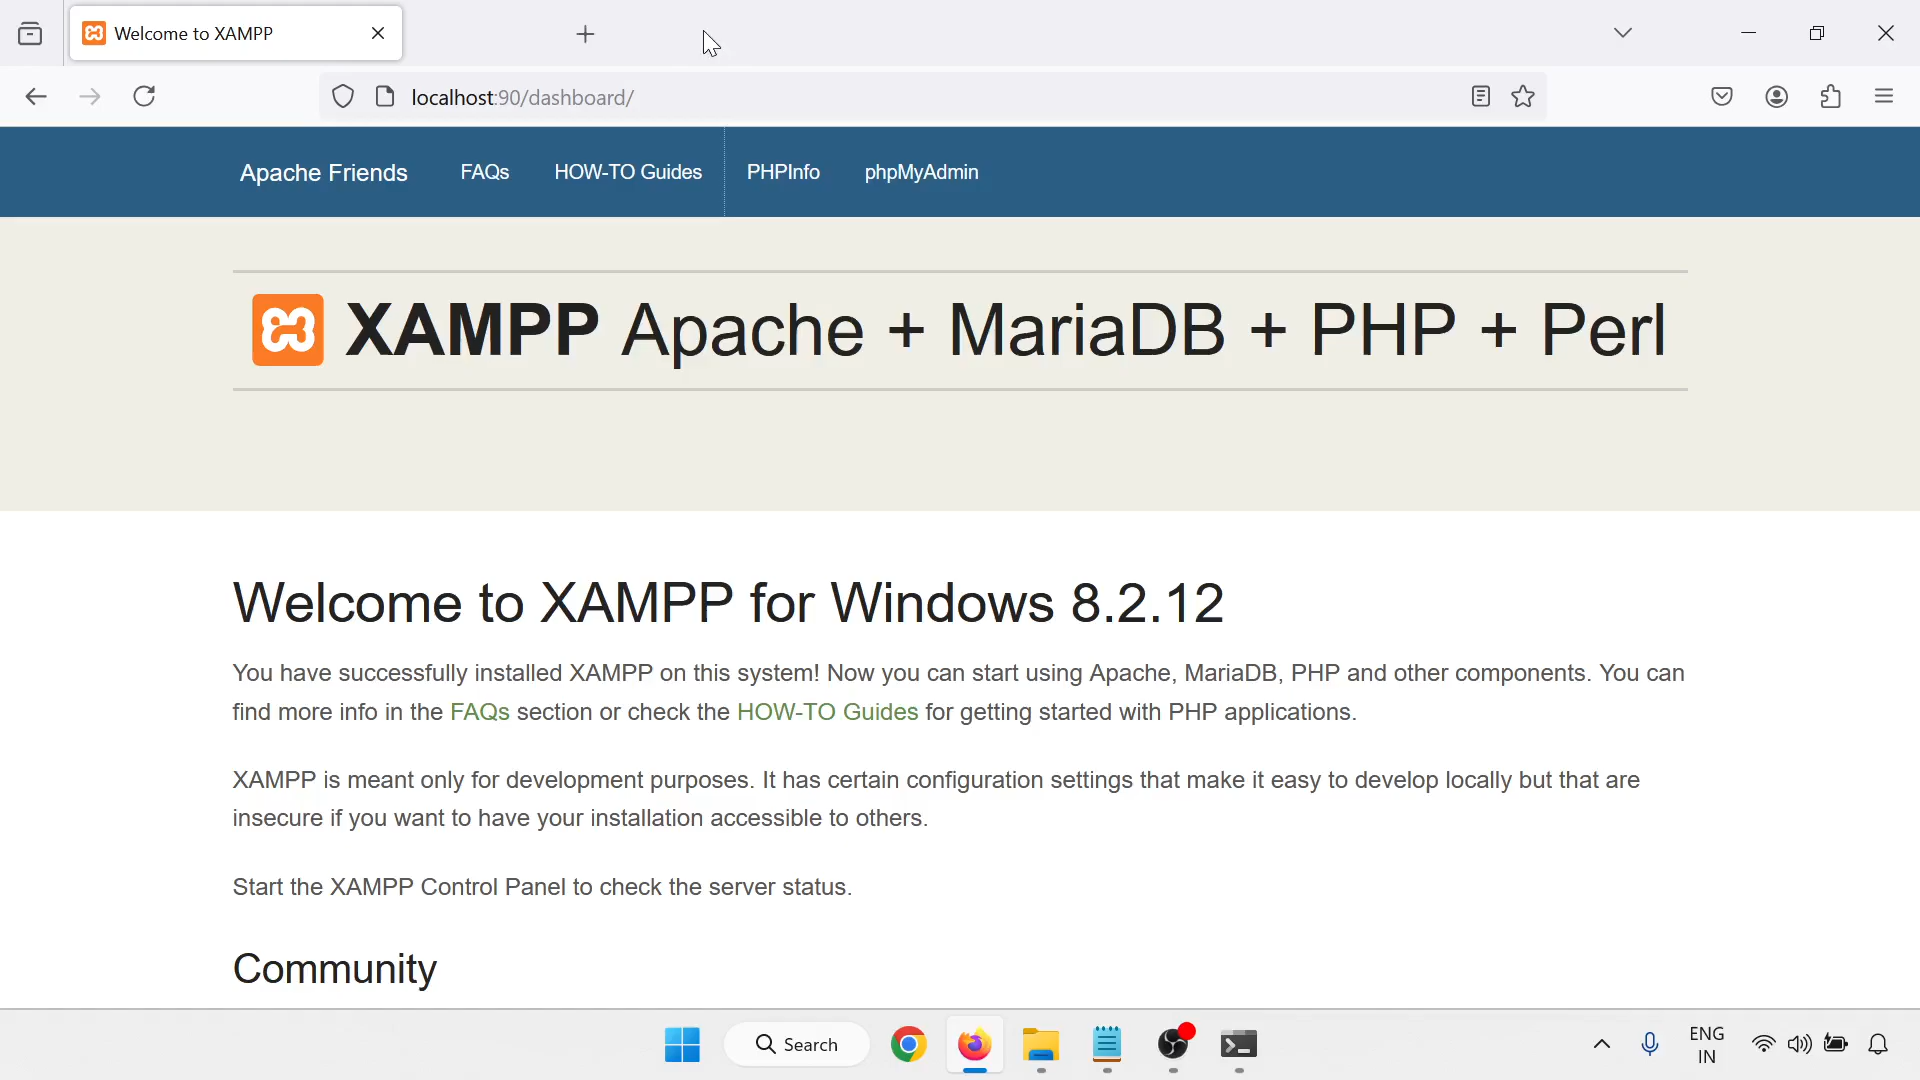 Welcome to XAMPP
localhost:90/dashboard/
Apache Friends FAQs HOW-TO Guides PHPInfo phpMyAdmin
XAMPP Apache + MariaDB + PHP + Perl
Welcome to XAMPP for Windows 8.2.12
You have successfully installed XAMPP on this system! Now you can start using Apache, MariaDB, PHP and other components. You can
find more info in the FAQs section or check the HOW-TO Guides for getting started with PHP applications.
XAMPP is meant only for development purposes. It has certain configuration settings that make it easy to develop locally but that are
insecure if you want to have your installation accessible to others.
Start the XAMPP Control Panel to check the server status.
Community
Search
ENG
IN